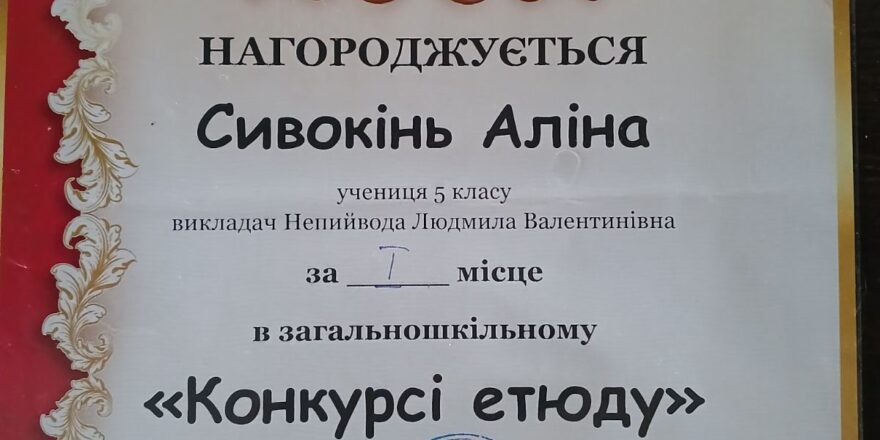 НАГОРОДЖУЄТЬСЯ
Сивокінь Аліна
учениця 5 класу
викладач Непийвода Людмила Валентинівна
за I місце
в загальношкільному
«Конкурсі етюду»